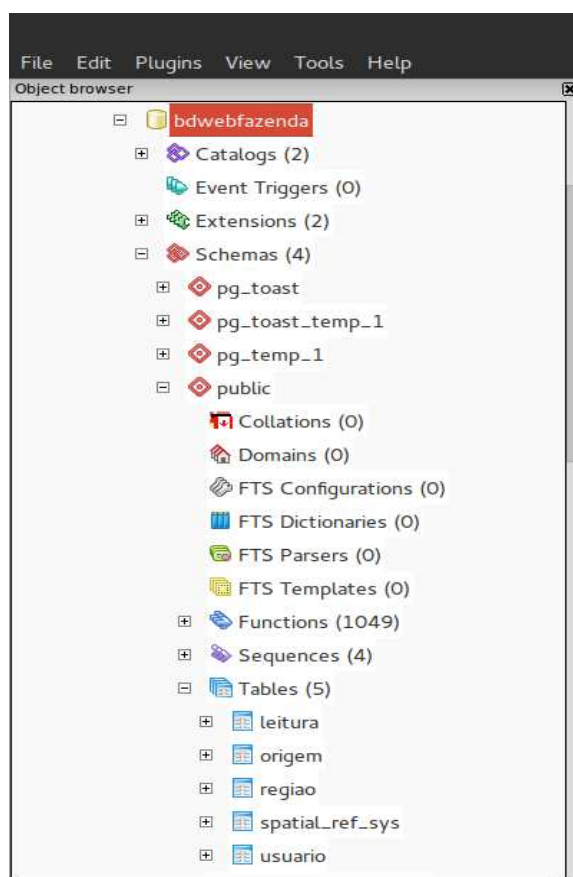 File Edit Plugins View Tools Help
Object browser
bdwebfazenda
Catalogs (2)
Event Triggers (0)
Extensions (2)
Schemas (4)
pg_toast
pg_toast_temp_1
pg_temp_1
public
Collations (0)
Domains (0)
FTS Configurations (0)
FTS Dictionaries (0)
FTS Parsers (0)
FTS Templates (0)
Functions (1049)
Sequences (4)
Tables (5)
leitura
origem
regiao
spatial_ref_sys
usuario